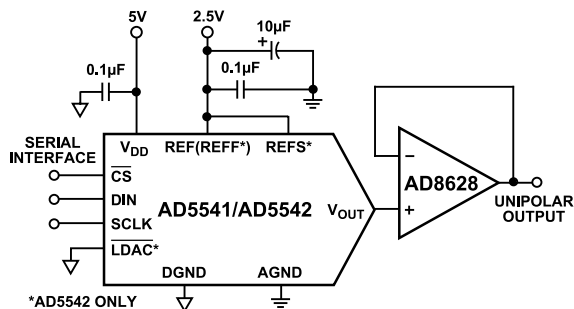 5V
2.5V
10µF
+
0.1µF
0.1µF
SERIAL
INTERFACE
VDD
REF(REFF*)
REFS*
CS
DIN
SCLK
LDAC*
AD5541/AD5542
VOUT
DGND
AGND
−
+
AD8628
UNIPOLAR
OUTPUT
*AD5542 ONLY